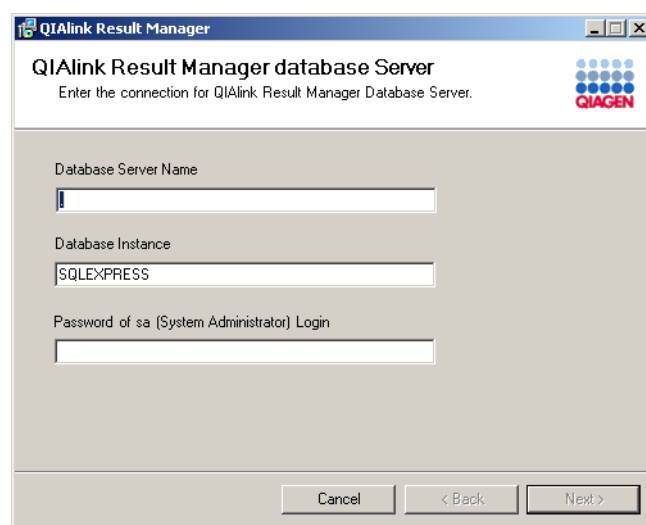 QIAlink Result Manager
QIAlink Result Manager database Server
Enter the connection for QIAlink Result Manager Database Server.
QIAGEN
Database Server Name
.
Database Instance
SQLEXPRESS
Password of sa (System Administrator) Login
Cancel
< Back
Next >